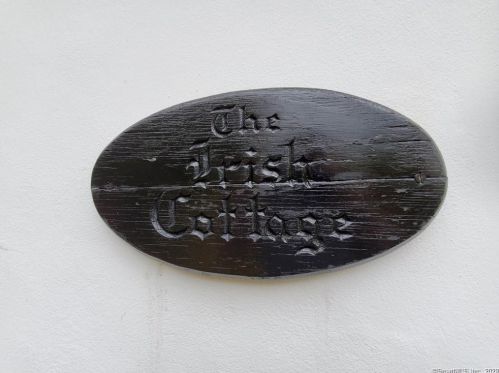 The
Irish
Cottage